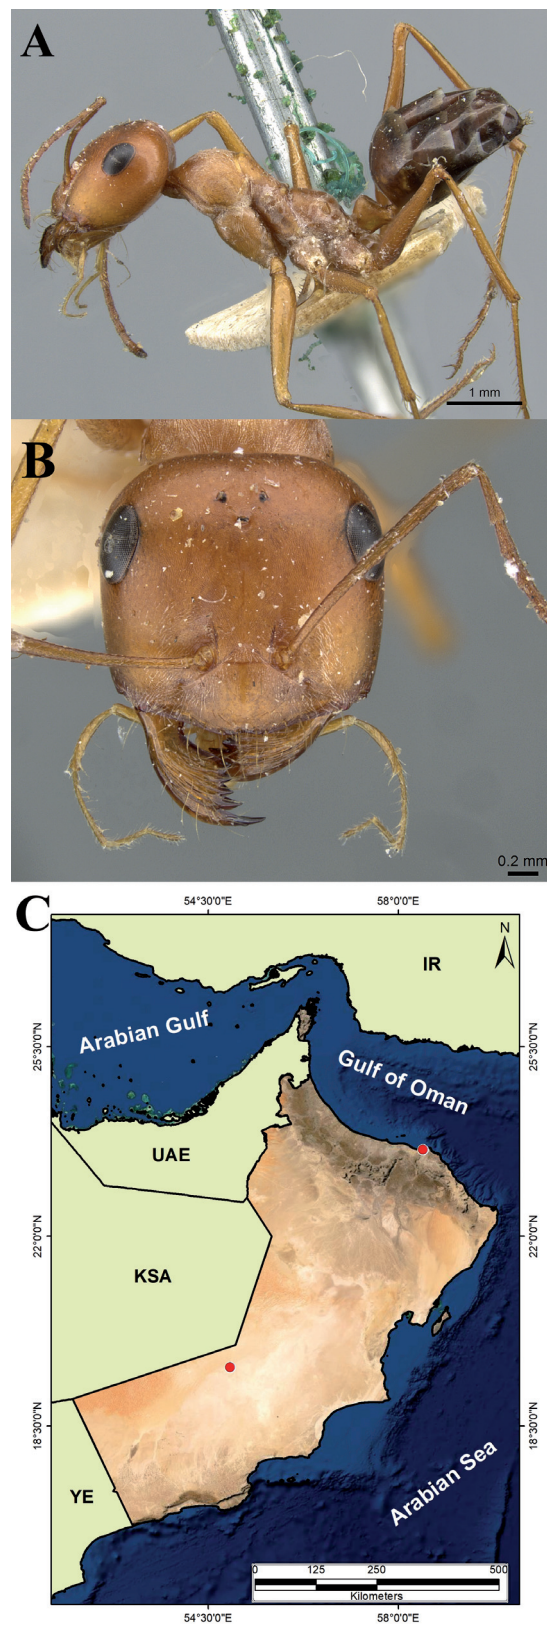 A
1 mm
B
0.2 mm
C
54°30'0"E
58°0'0"E
N
IR
Arabian Gulf
Gulf of Oman
25°30'0"N
25°30'0"N
UAE
22°0'0"N
22°0'0"N
KSA
18°30'0"N
18°30'0"N
YE
Arabian Sea
0 125 250 500
Kilometers
54°30'0"E
58°0'0"E